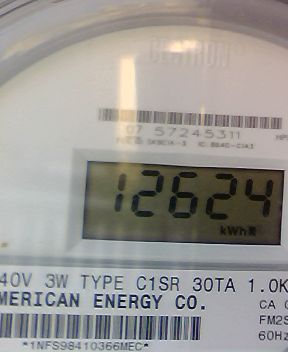 CENTRON
07 57245311
12624
kWh
40V 3W TYPE C1SR 30TA 1.0K
MERICAN ENERGY CO.
CA
FM2S
60Hz
*1NFS98410366MEC*